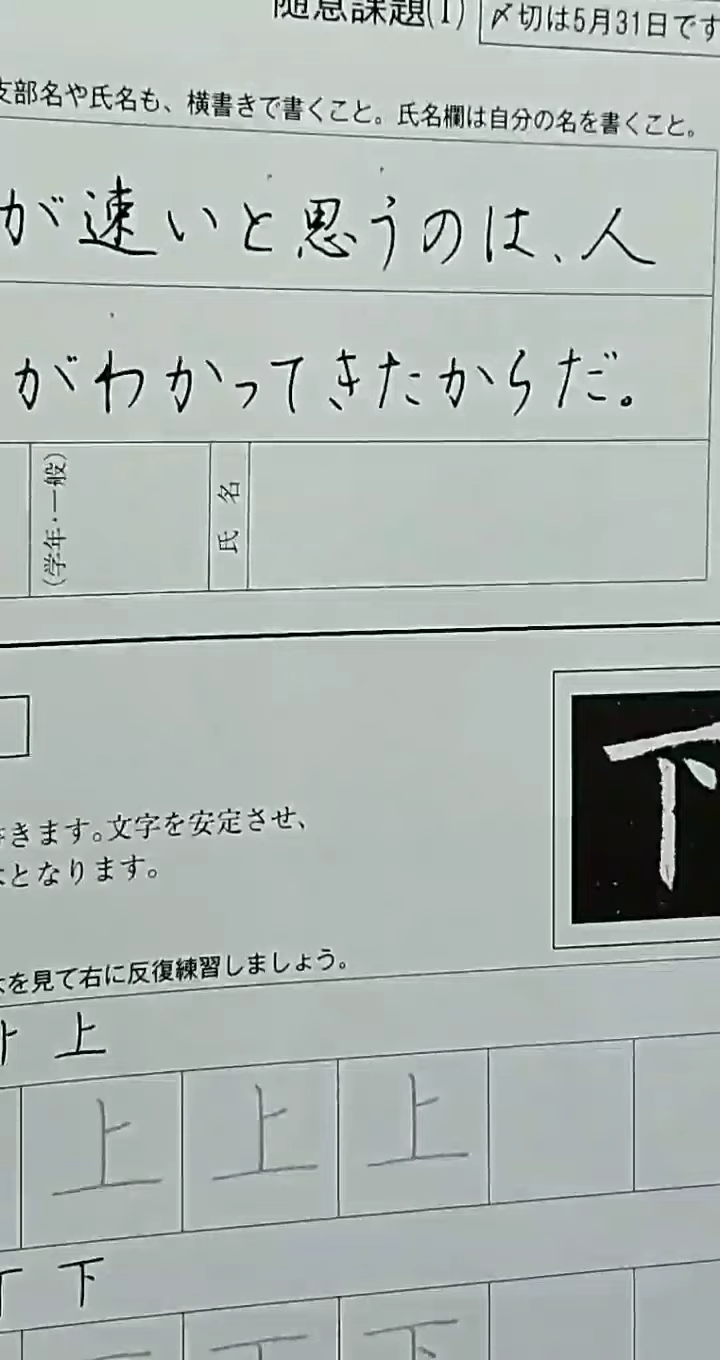 随意課題(1) 〆切は5月31日です
支部名や氏名も、横書きで書くこと。氏名欄は自分の名を書くこと。
が速いと思うのは、人
がわかってきたからだ。
(学年・一般) 氏名
きます。文字を安定させ、
となります。
下
を見て右に反復練習しましょう。
上
上 上 上
下
下